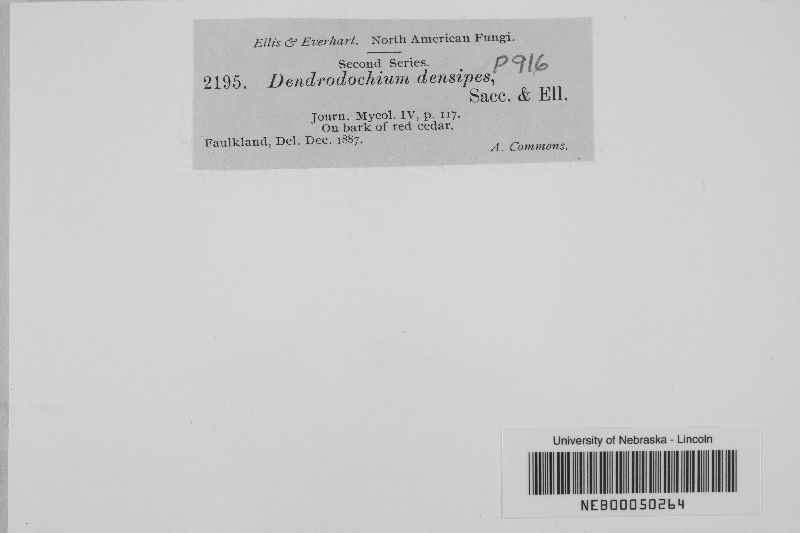 Ellis & Everhart. North American Fungi.
Second Series.
P916
2195. Dendrodochium densipes,
Sacc. & Ell.
Journ. Mycol. IV, p. 117.
On bark of red cedar.
Faulkland, Del. Dec. 1887.
A. Commons.
University of Nebraska - Lincoln
NEB00050264